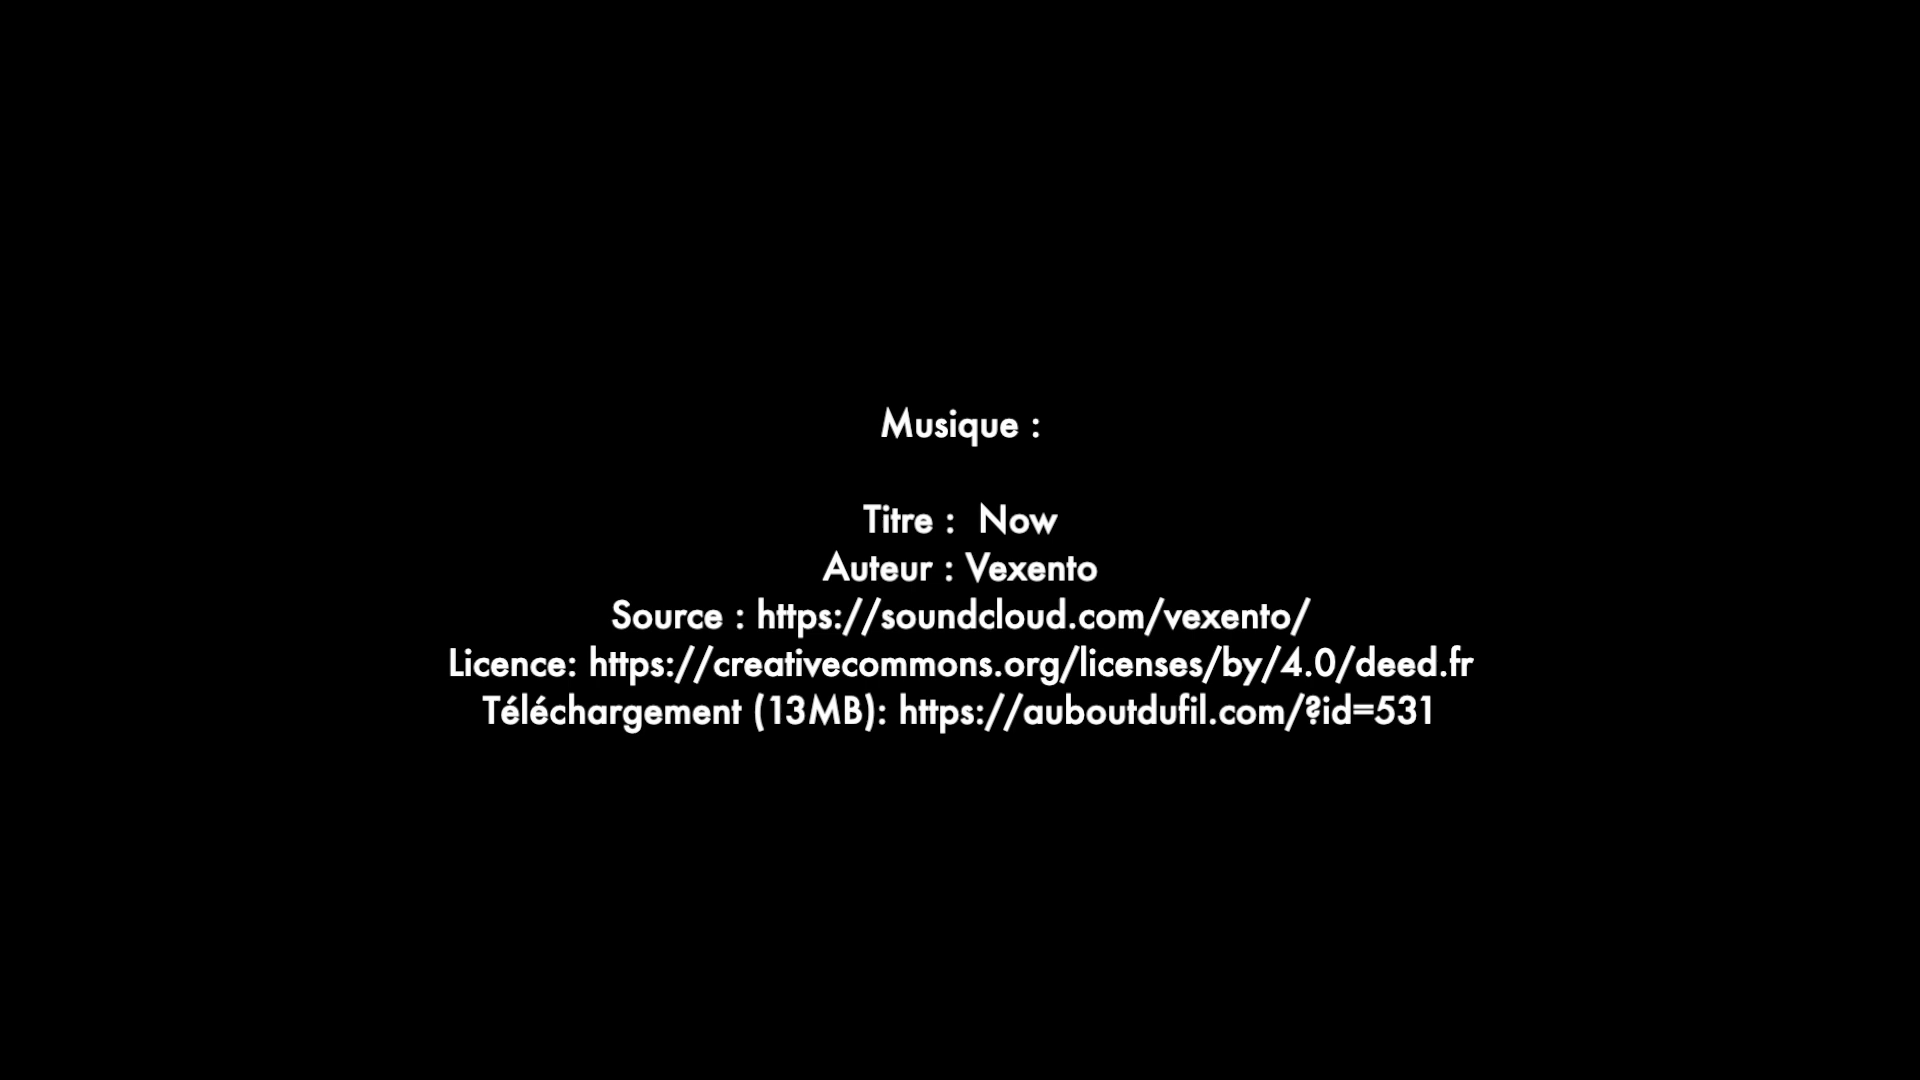 Musique :
Titre :  Now
Auteur : Vexento
Source : https://soundcloud.com/vexento/
Licence: https://creativecommons.org/licenses/by/4.0/deed.fr
Téléchargement (13MB): https://auboutdufil.com/?id=531